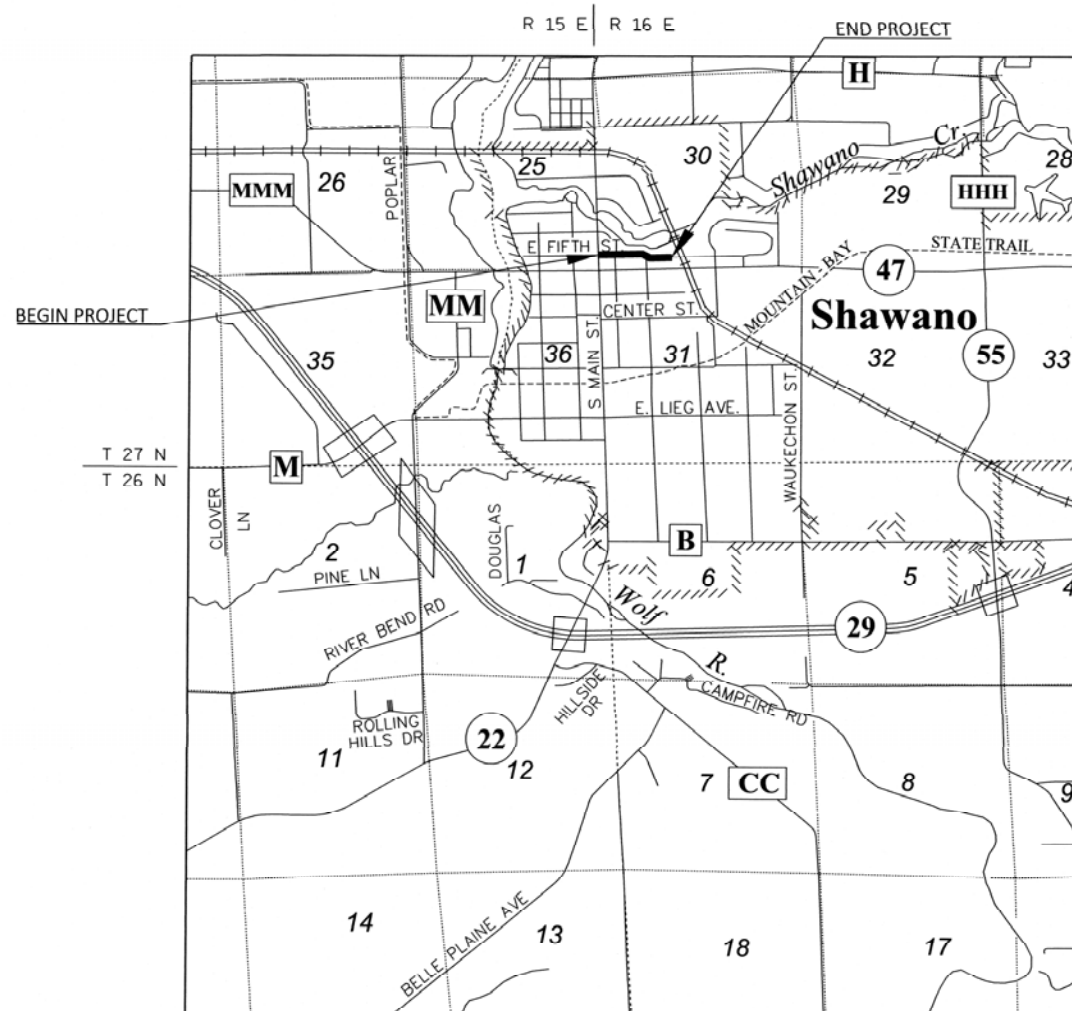 R 15 E R 16 E
END PROJECT
H
Shawano Cr.
25
30
28
26
29
MMM
HHH
POPLAR
E FIFTH ST.
STATE TRAIL
MOUNTAIN-BAY
47
BEGIN PROJECT
MM
CENTER ST.
Shawano
35
36
31
32
55
33
S MAIN ST.
E. LIEG AVE.
WAUKECHON ST.
T 27 N
T 26 N
M
CLOVER
LN
DOUGLAS
B
2
1
6
5
4
PINE LN
Wolf
R.
29
RIVER BEND RD
HILLSIDE
DR
CAMPFIRE RD
ROLLING
HILLS DR
22
11
12
7
CC
8
9
14
13
18
17
BELLE PLAINE AVE